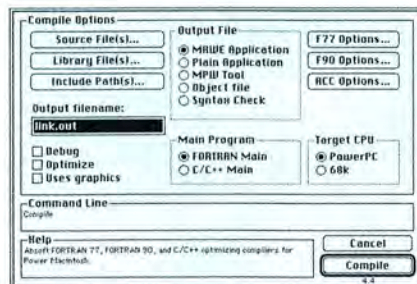 Compile Options
Source File(s)...
Library File(s)...
Include Path(s)...
Output filename:
link.out
Debug
Optimize
Uses graphics
Output File
MRWE Application
Plain Application
MPW Tool
Object file
Syntax Check
F77 Options...
F90 Options...
ACC Options...
Main Program
FORTRAN Main
C/C++ Main
Target CPU
PowerPC
68k
Command Line
Compile
Help
Absoft FORTRAN 77, FORTRAN 90, and C/C++ optimizing compilers for
Power Macintosh.
Cancel
Compile
4.4